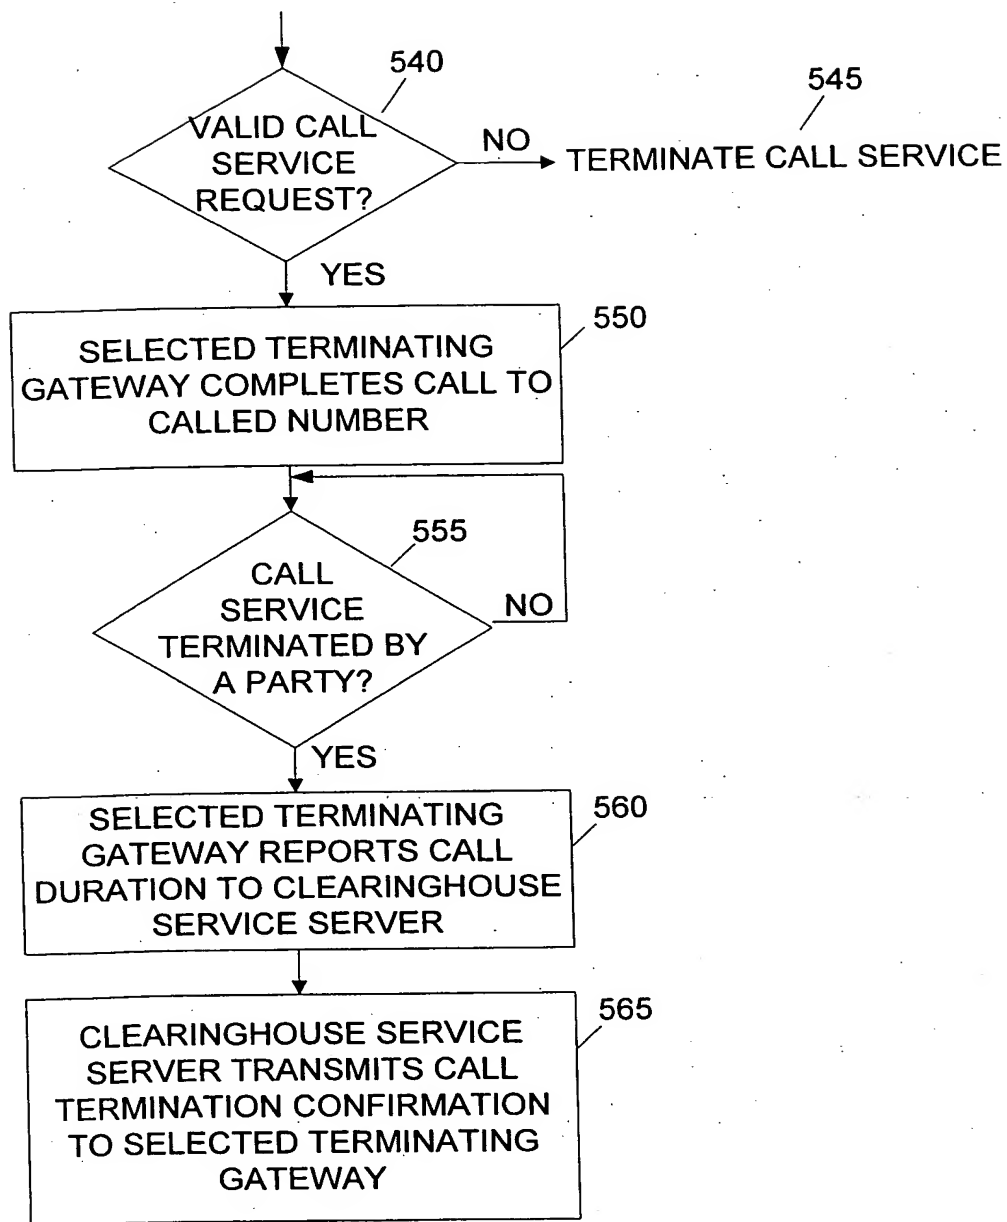 540
VALID CALL
SERVICE
REQUEST?
NO
545
TERMINATE CALL SERVICE
YES
550
SELECTED TERMINATING
GATEWAY COMPLETES CALL TO
CALLED NUMBER
555
CALL
SERVICE
TERMINATED BY
A PARTY?
NO
YES
560
SELECTED TERMINATING
GATEWAY REPORTS CALL
DURATION TO CLEARINGHOUSE
SERVICE SERVER
565
CLEARINGHOUSE SERVICE
SERVER TRANSMITS CALL
TERMINATION CONFIRMATION
TO SELECTED TERMINATING
GATEWAY